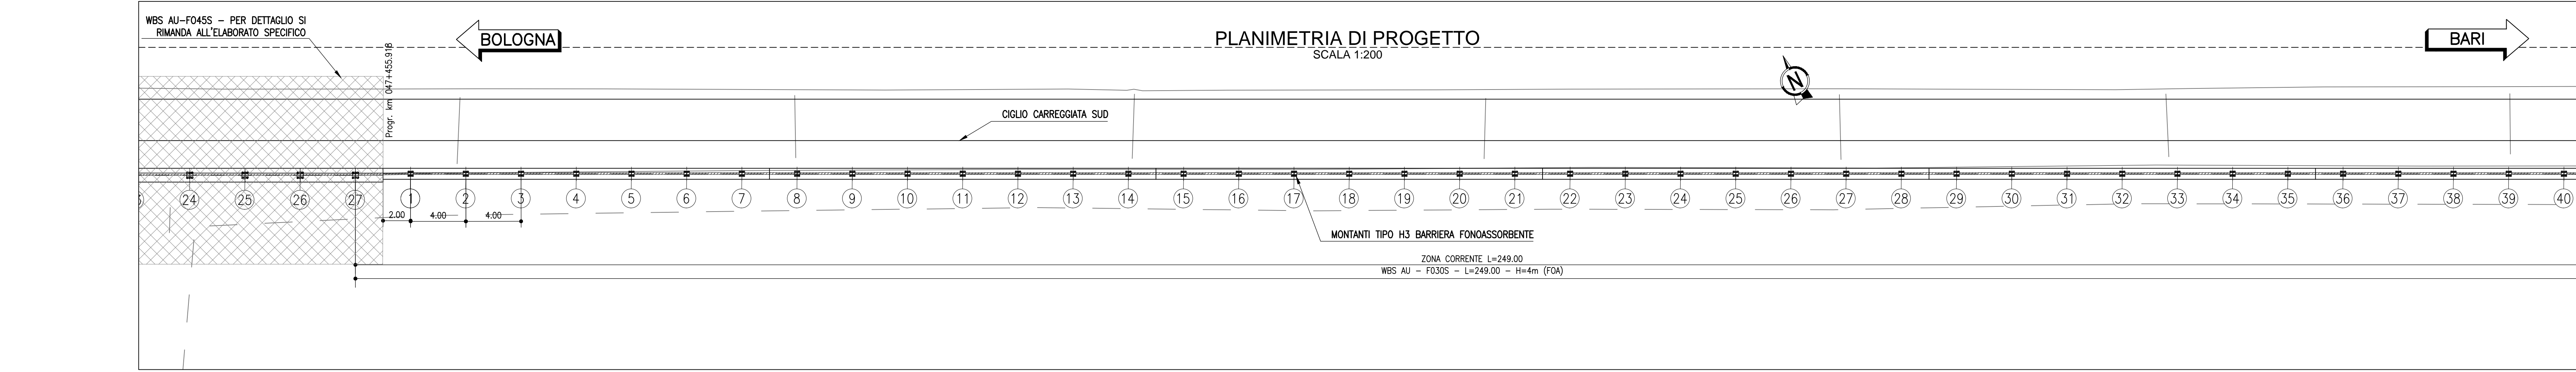 WBS AU-F045S - PER DETTAGLIO SI
RIMANDA ALL'ELABORATO SPECIFICO
BOLOGNA
PLANIMETRIA DI PROGETTO
SCALA 1:200
BARI
N
Progr. km 047+455.918
CIGLIO CARREGGIATA SUD
24 25 26 27 1 2 3 4 5 6 7 8 9 10 11 12 13 14 15 16 17 18 19 20 21 22 23 24 25 26 27 28 29 30 31 32 33 34 35 36 37 38 39 40
2.00 4.00 4.00
MONTANTI TIPO H3 BARRIERA FONOASSORBENTE
ZONA CORRENTE L=249.00
WBS AU - F030S - L=249.00 - H=4m (FOA)